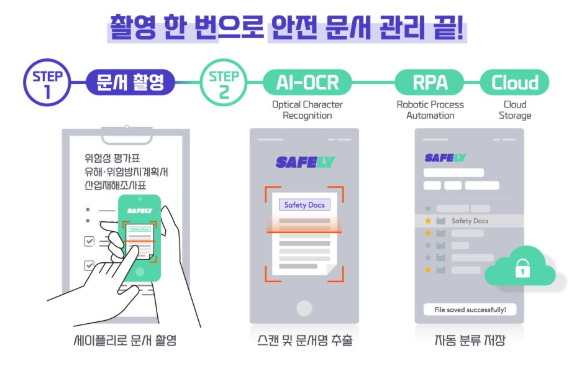 촬영 한 번으로 안전 문서 관리 끝!
STEP 1
문서 촬영
STEP 2
AI-OCR
Optical Character
Recognition
RPA
Robotic Process
Automation
Cloud
Cloud
Storage
위험성 평가표
유해·위험방지계획서
산업재해조사표
SAFELY
세이플리로 문서 촬영
SAFELY
Safety Docs
스캔 및 문서명 추출
SAFELY
Safety Docs
File saved successfully!
자동 분류 저장